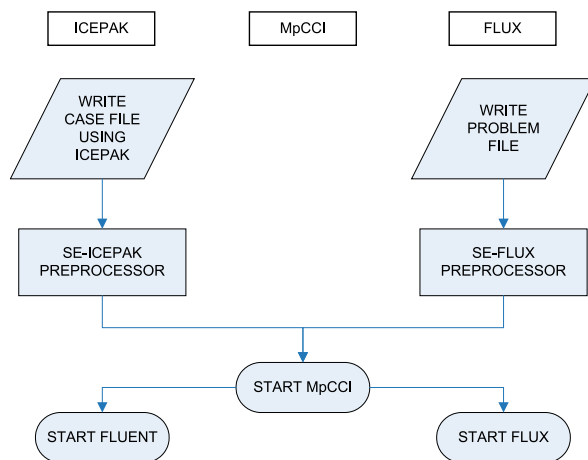 ICEPAK
MpCCI
FLUX
WRITE
CASE FILE
USING
ICEPAK
WRITE
PROBLEM
FILE
SE-ICEPAK
PREPROCESSOR
SE-FLUX
PREPROCESSOR
START MpCCI
START FLUENT
START FLUX